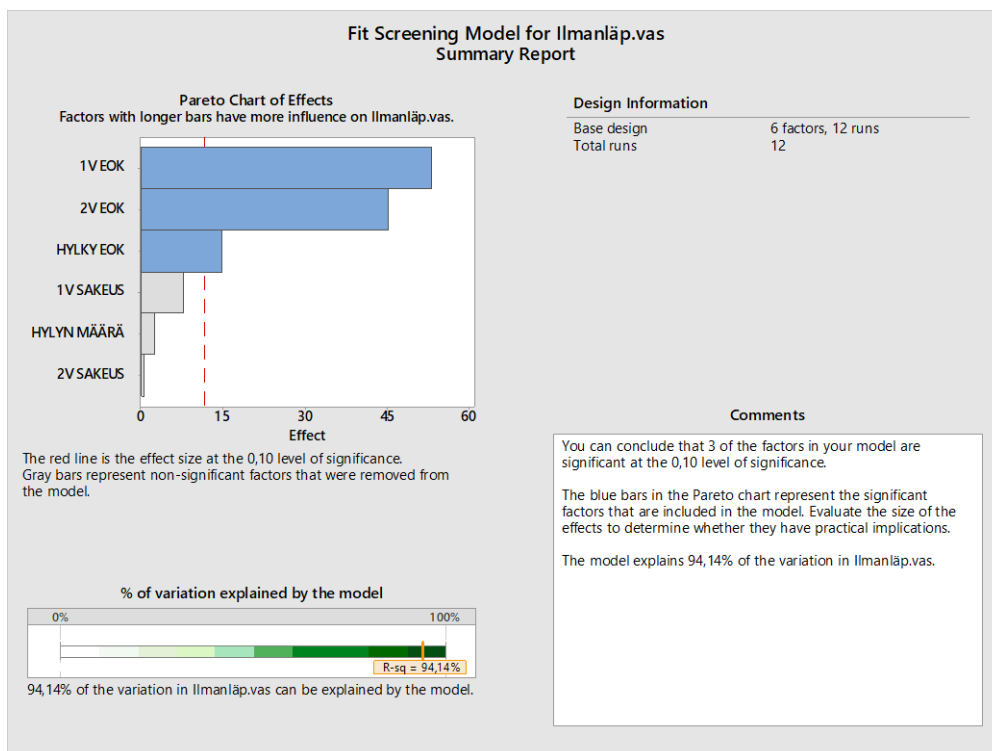 Fit Screening Model for Ilmanläp.vas
Summary Report
Pareto Chart of Effects
Factors with longer bars have more influence on Ilmanläp.vas.
1V EOK
2V EOK
HYLKY EOK
1V SAKEUS
HYLYN MÄÄRÄ
2V SAKEUS
0 15 30 45 60
Effect
The red line is the effect size at the 0,10 level of significance.
Gray bars represent non-significant factors that were removed from
the model.
% of variation explained by the model
0% 100%
R-sq = 94,14%
94,14% of the variation in Ilmanläp.vas can be explained by the model.
Design Information
Base design 6 factors, 12 runs
Total runs 12
Comments
You can conclude that 3 of the factors in your model are
significant at the 0,10 level of significance.
The blue bars in the Pareto chart represent the significant
factors that are included in the model. Evaluate the size of the
effects to determine whether they have practical implications.
The model explains 94,14% of the variation in Ilmanläp.vas.